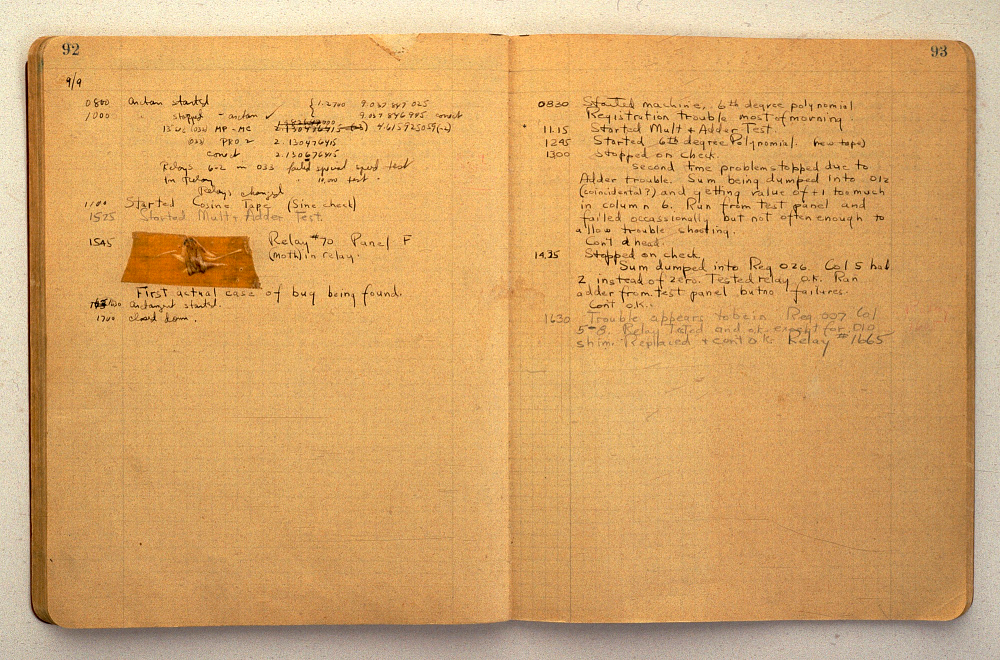 92
9/9
0800 Antan started { 1.2700 9.037 847 025
1000 " stopped - antan ✓ 9.037 846 995 correct
13"uc (032) MP-MC 2.130476415 4.615925059(-2)
(033) PRO 2 2.130476415
correct 2.130676415
Relays 6-2 in 033 failed special speed test
in relay " 10.000 test
Relays changed
1100 Started Cosine Tape (Sine check)
1525 Started Mult + Adder Test.
1545 Relay #70 Panel F
(Moth) in relay.
First actual case of bug being found.
1630 antangent started.
1700 closed down.
93
0830 Started machine, 6th degree polynomial
Registration trouble most of morning
11.15 Started Mult + Adder Test.
1245 Started 6th degree Polynomial. (new tape)
1300 Stopped on check.
Second time problem stopped due to
Adder trouble. Sum being dumped into 012
(coincidental?) and getting value of +1 too much
in column 6. Run from test panel and
failed occassionally but not often enough to
allow trouble shooting.
Con't ahead.
14.25 Stopped on check.
Sum dumped into Reg 026. Col 5 had
2 instead of zero. Tested relay O.K. Ran
adder from test panel but no failures.
Con't O.K.
1630 Trouble appears to be in Reg 007 Col
5-8. Relay tested and o.k. except for
shim. Replaced + con't O.K. Relay #1665